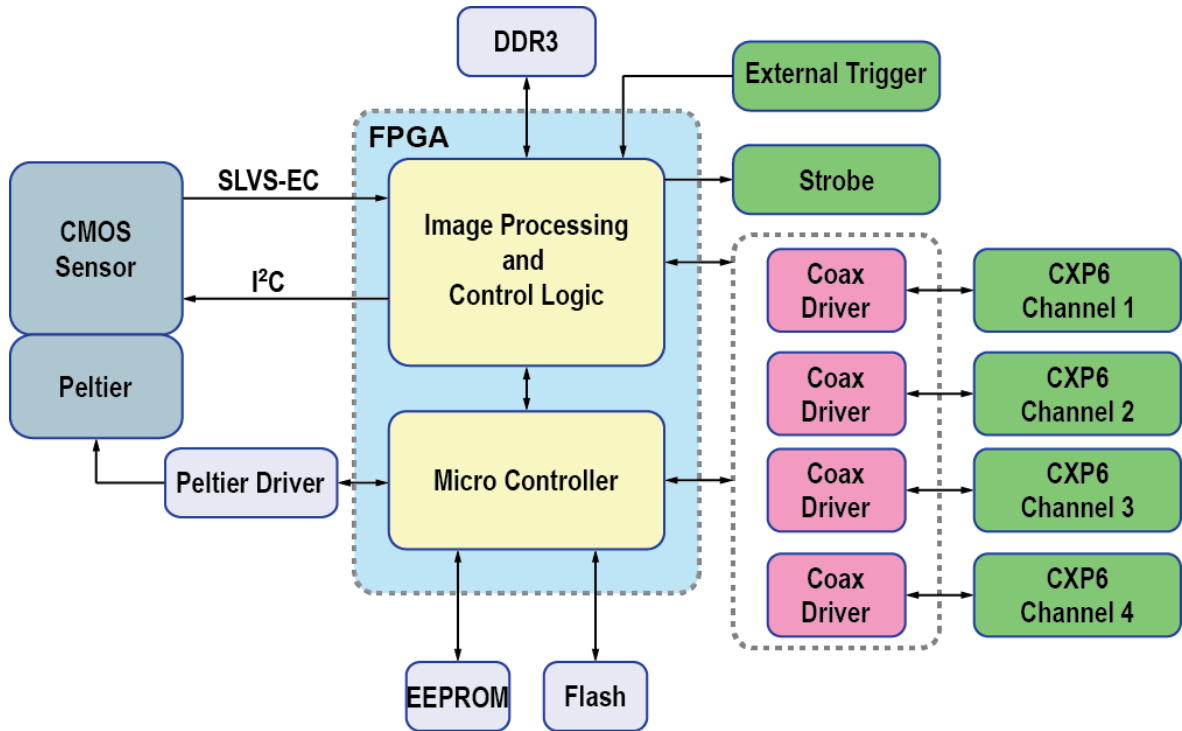 DDR3
External Trigger
FPGA
SLVS-EC
Strobe
CMOS
Sensor
Image Processing
and
Control Logic
I²C
Coax
Driver
CXP6
Channel 1
Peltier
Coax
Driver
CXP6
Channel 2
Peltier Driver
Micro Controller
Coax
Driver
CXP6
Channel 3
Coax
Driver
CXP6
Channel 4
EEPROM
Flash